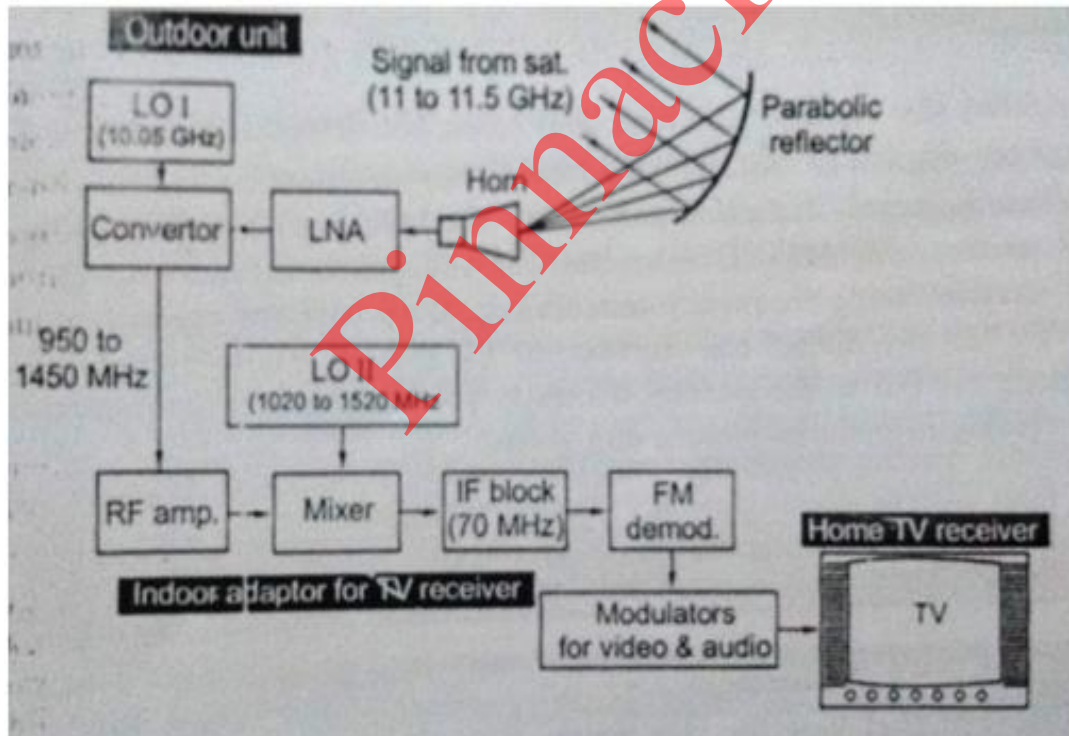 Outdoor unit
LO I
(10.05 GHz)
Signal from sat.
(11 to 11.5 GHz)
Parabolic
reflector
Horn
Convertor
LNA
950 to
1450 MHz
LO II
(1020 to 1520 MHz
RF amp.
Mixer
IF block
(70 MHz)
FM
demod.
Home TV receiver
Indoor adaptor for TV receiver
Modulators
for video & audio
TV
Pinnacl